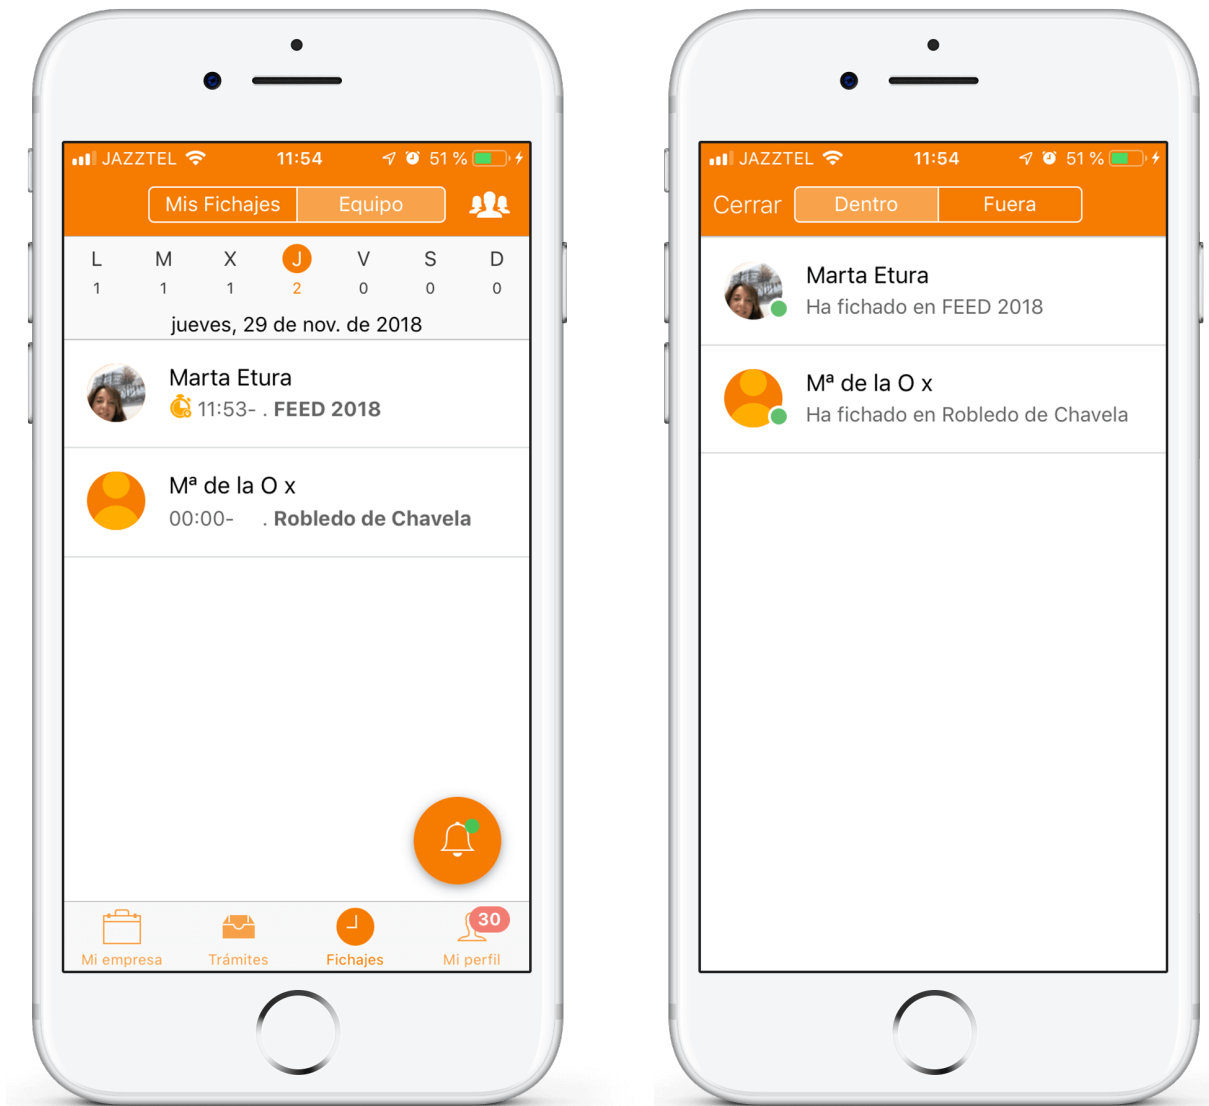 JAZZTEL 11:54 51 %
Mis Fichajes Equipo
L M X J V S D
1 1 1 2 0 0 0
jueves, 29 de nov. de 2018
Marta Etura
11:53- . FEED 2018
Mª de la O x
00:00- . Robledo de Chavela
30
Mi empresa Trámites Fichajes Mi perfil
JAZZTEL 11:54 51 %
Cerrar Dentro Fuera
Marta Etura
Ha fichado en FEED 2018
Mª de la O x
Ha fichado en Robledo de Chavela